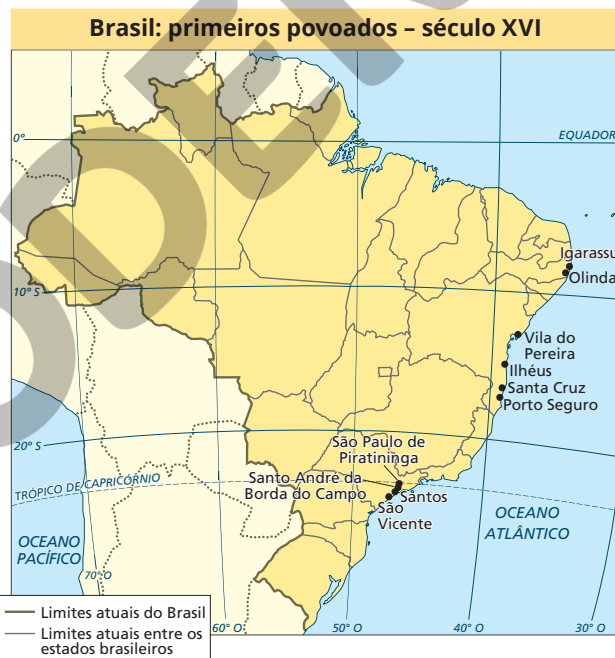 Brasil: primeiros povoados – século XVI
0°
EQUADOR
Igarassu
Olinda
10° S
Vila do
Pereira
Ilhéus
Santa Cruz
Porto Seguro
20° S
São Paulo de
Piratininga
TRÓPICO DE CAPRICÓRNIO
Santo André da
Borda do Campo
Santos
São
Vicente
OCEANO
ATLÂNTICO
OCEANO
PACÍFICO
70° O
60° O
50° O
40° O
30° O
Limites atuais do Brasil
Limites atuais entre os
estados brasileiros